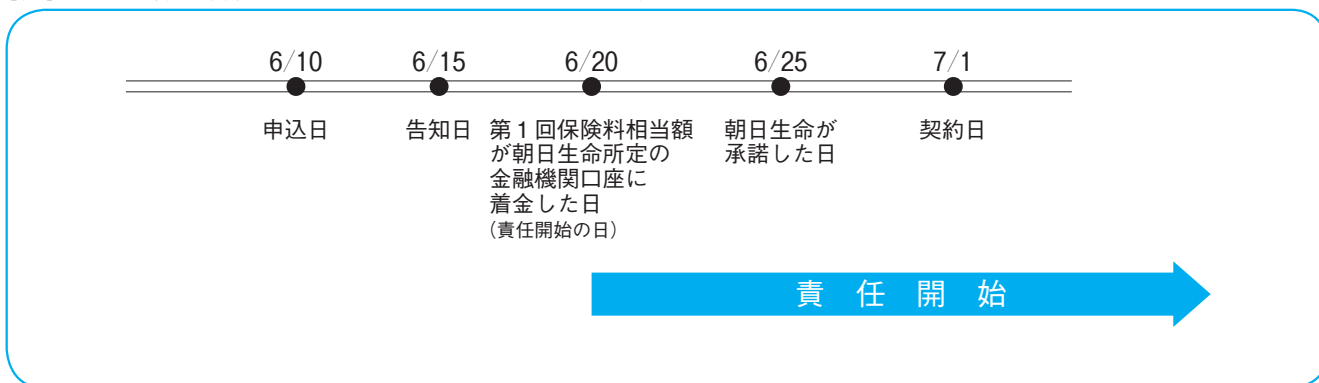 6/10
6/15
6/20
6/25
7/1
申込日
告知日
第1回保険料相当額
が朝日生命所定の
金融機関口座に
着金した日
(責任開始の日)
朝日生命が
承諾した日
契約日
責任開始